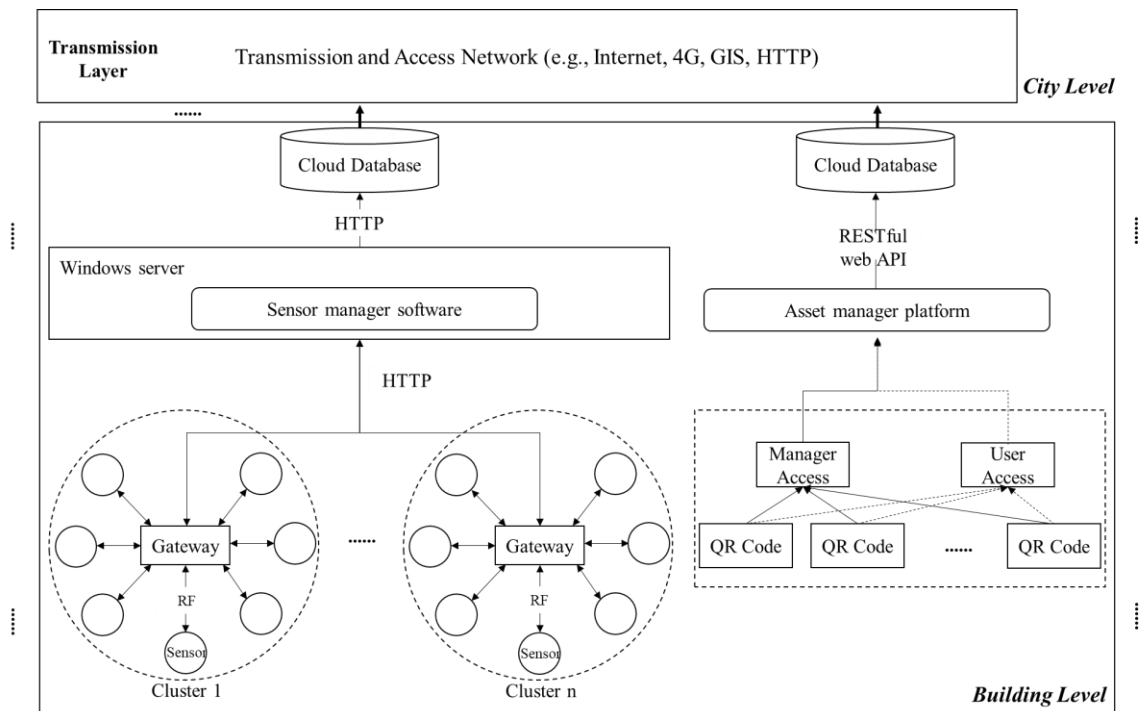 Transmission
Layer
Transmission and Access Network (e.g., Internet, 4G, GIS, HTTP)
City Level
......
Cloud Database
Cloud Database
......
......
HTTP
RESTful
web API
Windows server
Sensor manager software
Asset manager platform
HTTP
Manager
Access
User
Access
Gateway
......
Gateway
QR Code
QR Code
......
QR Code
RF
RF
......
......
Sensor
Sensor
Cluster 1
Cluster n
Building Level